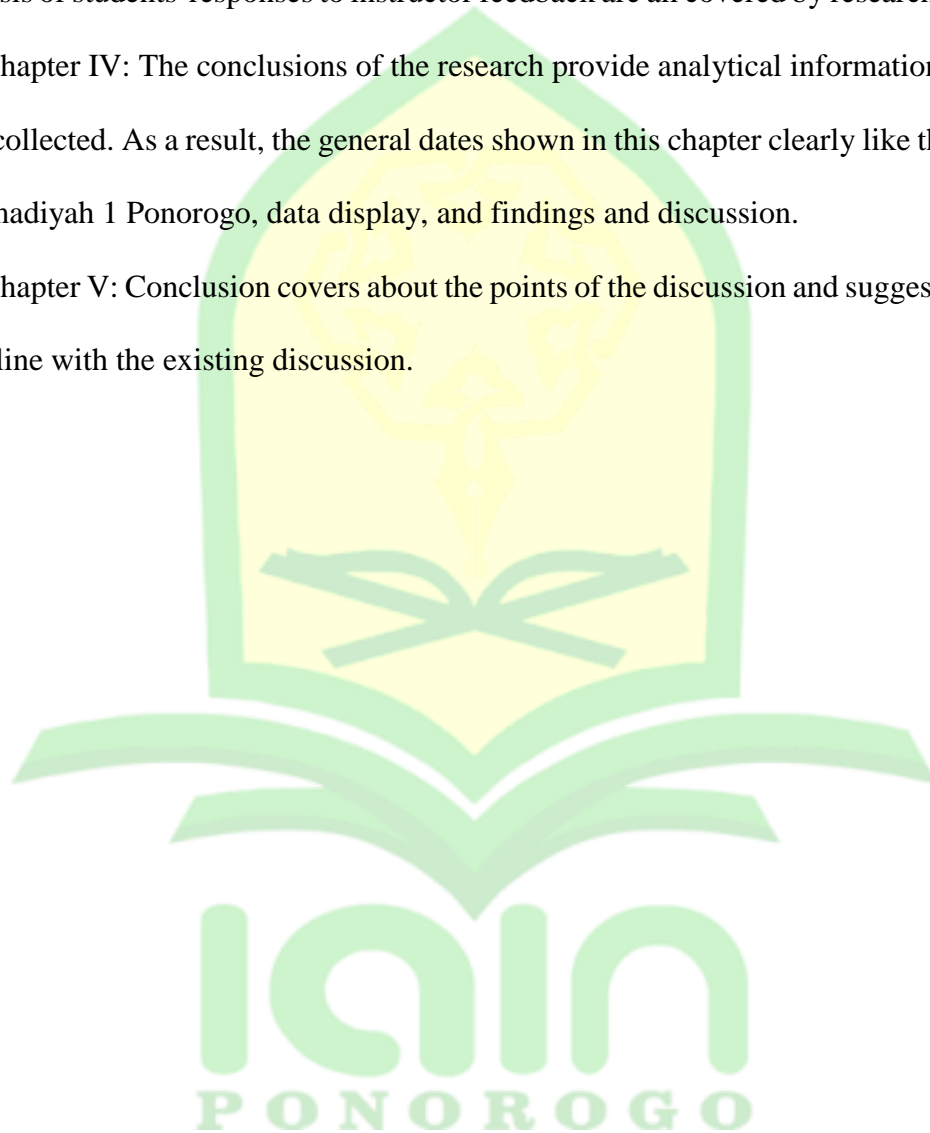 sis of students' responses to instructor feedback are all covered by research
hapter IV: The conclusions of the research provide analytical information
collected. As a result, the general dates shown in this chapter clearly like th
nadiyah 1 Ponorogo, data display, and findings and discussion.
hapter V: Conclusion covers about the points of the discussion and sugges
line with the existing discussion.
iain
PONOROGO